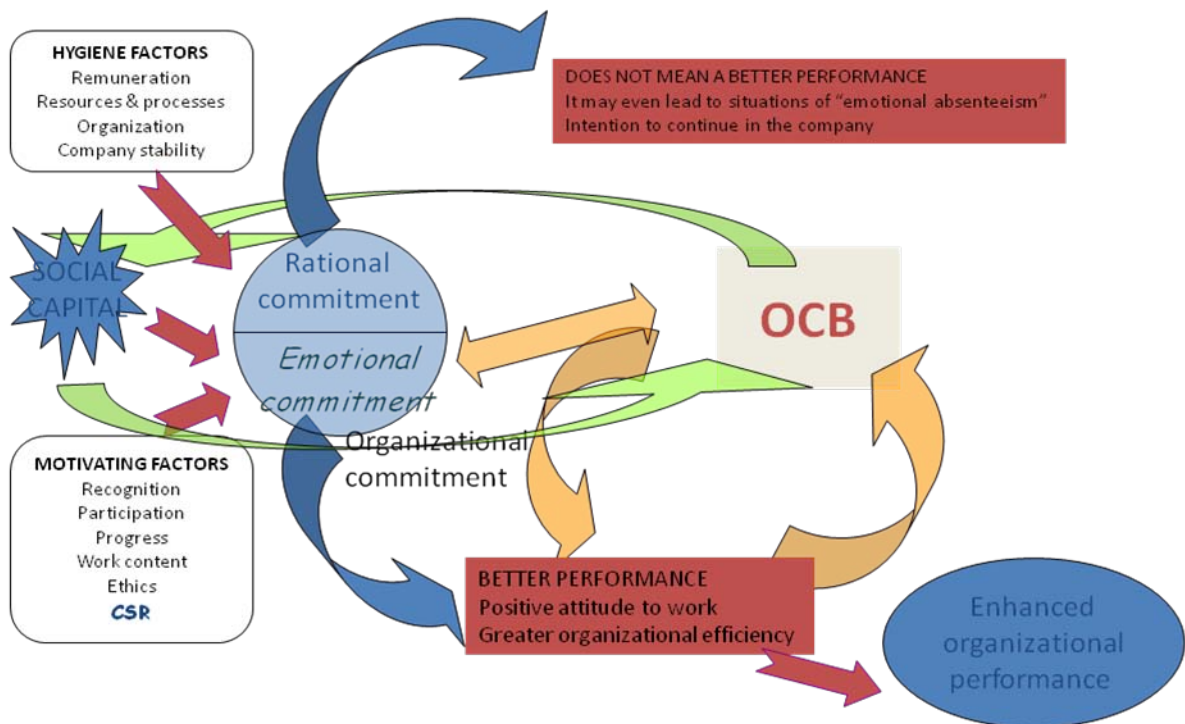 HYGIENE FACTORS
Remuneration
Resources & processes
Organization
Company stability
DOES NOT MEAN A BETTER PERFORMANCE
It may even lead to situations of “emotional absenteeism”
Intention to continue in the company
SOCIAL
CAPITAL
Rational
commitment
Emotional
commitment
Organizational
commitment
OCB
MOTIVATING FACTORS
Recognition
Participation
Progress
Work content
Ethics
CSR
BETTER PERFORMANCE
Positive attitude to work
Greater organizational efficiency
Enhanced
organizational
performance